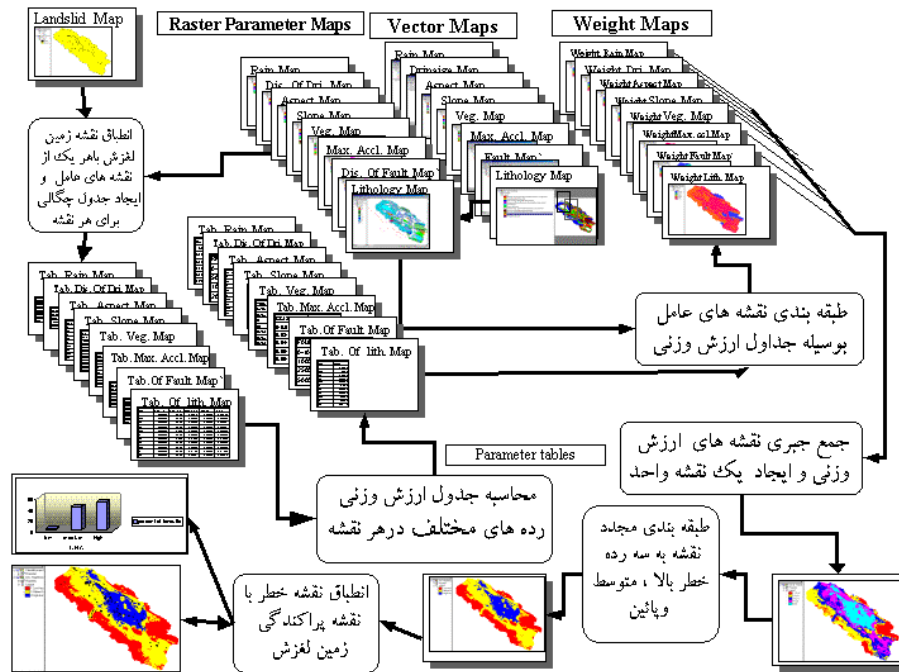 Landslid Map
Raster Parameter Maps
Vector Maps
Weight Maps
انطباق نقشه زمین
لغزش باهر یک از
نقشه های عامل و
ایجاد جدول چگالی
برای هر نقشه
Rain Map
Dis. Of Dri. Map
Aspect Map
Slope Map
Veg. Map
Max. Accl. Map
Dis. Of Fault Map`
Lithology Map
Rain Map
Drinaige Map
Aspect Map
Slope Map
Veg. Map
Max. Accl. Map
Fault Map`
Lithology Map
Weight Rain Map
Weight Dri. Map
Weight Aspect Map
Weight Slope Map
Weight Veg. Map
WeightMax. acl.Map
Weight Fault Map
Weight Lith. Map
Tab. Rain Map
Tab. Dis. Of Dri. Map
Tab. Aspect Map
Tab. Slope Map
Tab. Veg. Map
Tab. Max. Accl. Map
Tab. Of Fault Map`
Tab. Of lith. Map
Tab. Rain Map
Tab. Dis. Of Dri. Map
Tab. Aspect Map
Tab. Slope Map
Tab. Veg. Map
Tab. Max. Accl. Map
Tab. Of Fault Map
Tab. Of lith. Map
طبقه بندی نقشه های عامل
بوسیله جداول ارزش وزنی
Parameter tables
محاسبه جدول ارزش وزنی
رده های مختلف درهر نقشه
جمع جبری نقشه های ارزش
وزنی و ایجاد یک نقشه واحد
طبقه بندی مجدد
نقشه به سه رده
خطر بالا ، متوسط
وپائین
انطباق نقشه خطر با
نقشه پراکندگی
زمین لغزش